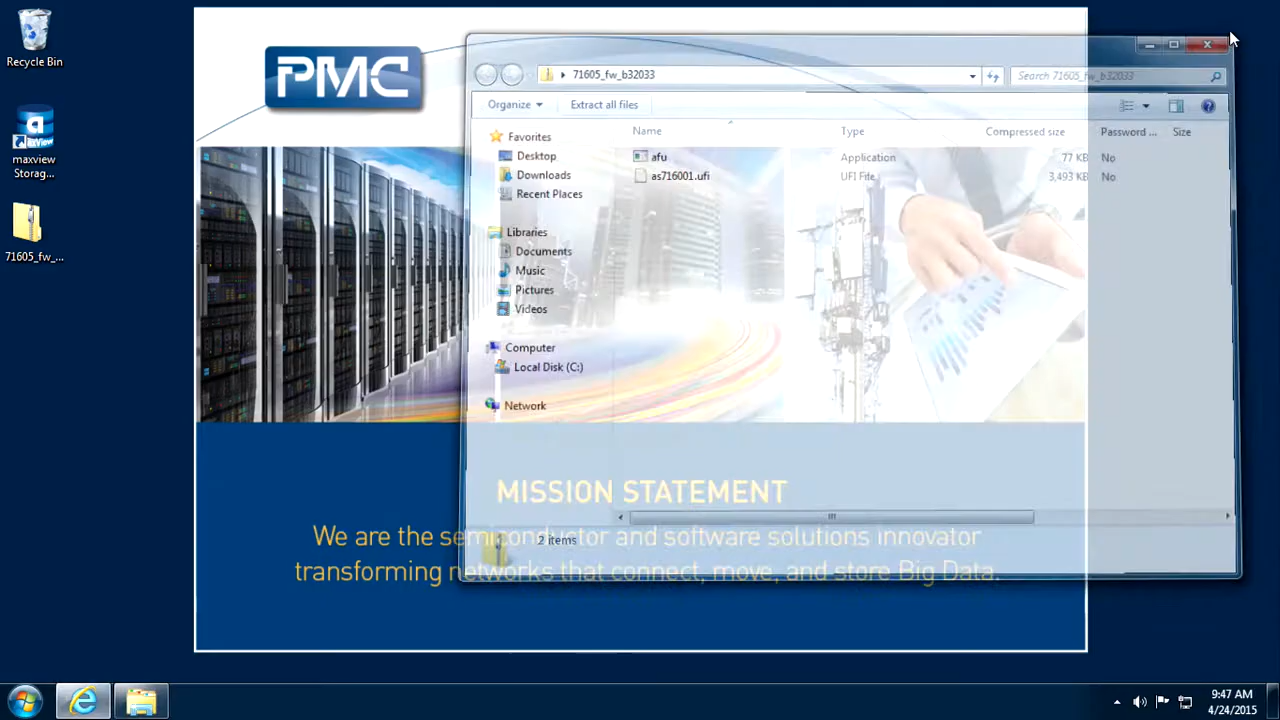 Recycle Bin
maxview
Storag...
71605_fw_...
PMC
71605_fw_b32033
Search 71605_fw_b32033
Organize
Extract all files
Name
Type
Compressed size
Password ...
Size
Favorites
Desktop
Downloads
Recent Places
Libraries
Documents
Music
Pictures
Videos
Computer
Local Disk (C:)
Network
afu
Application
77 KB
No
as716001.ufi
UFI File
3,493 KB
No
2 items
MISSION STATEMENT
We are the semiconductor and software solutions innovator
transforming networks that connect, move, and store Big Data.
9:47 AM
4/24/2015